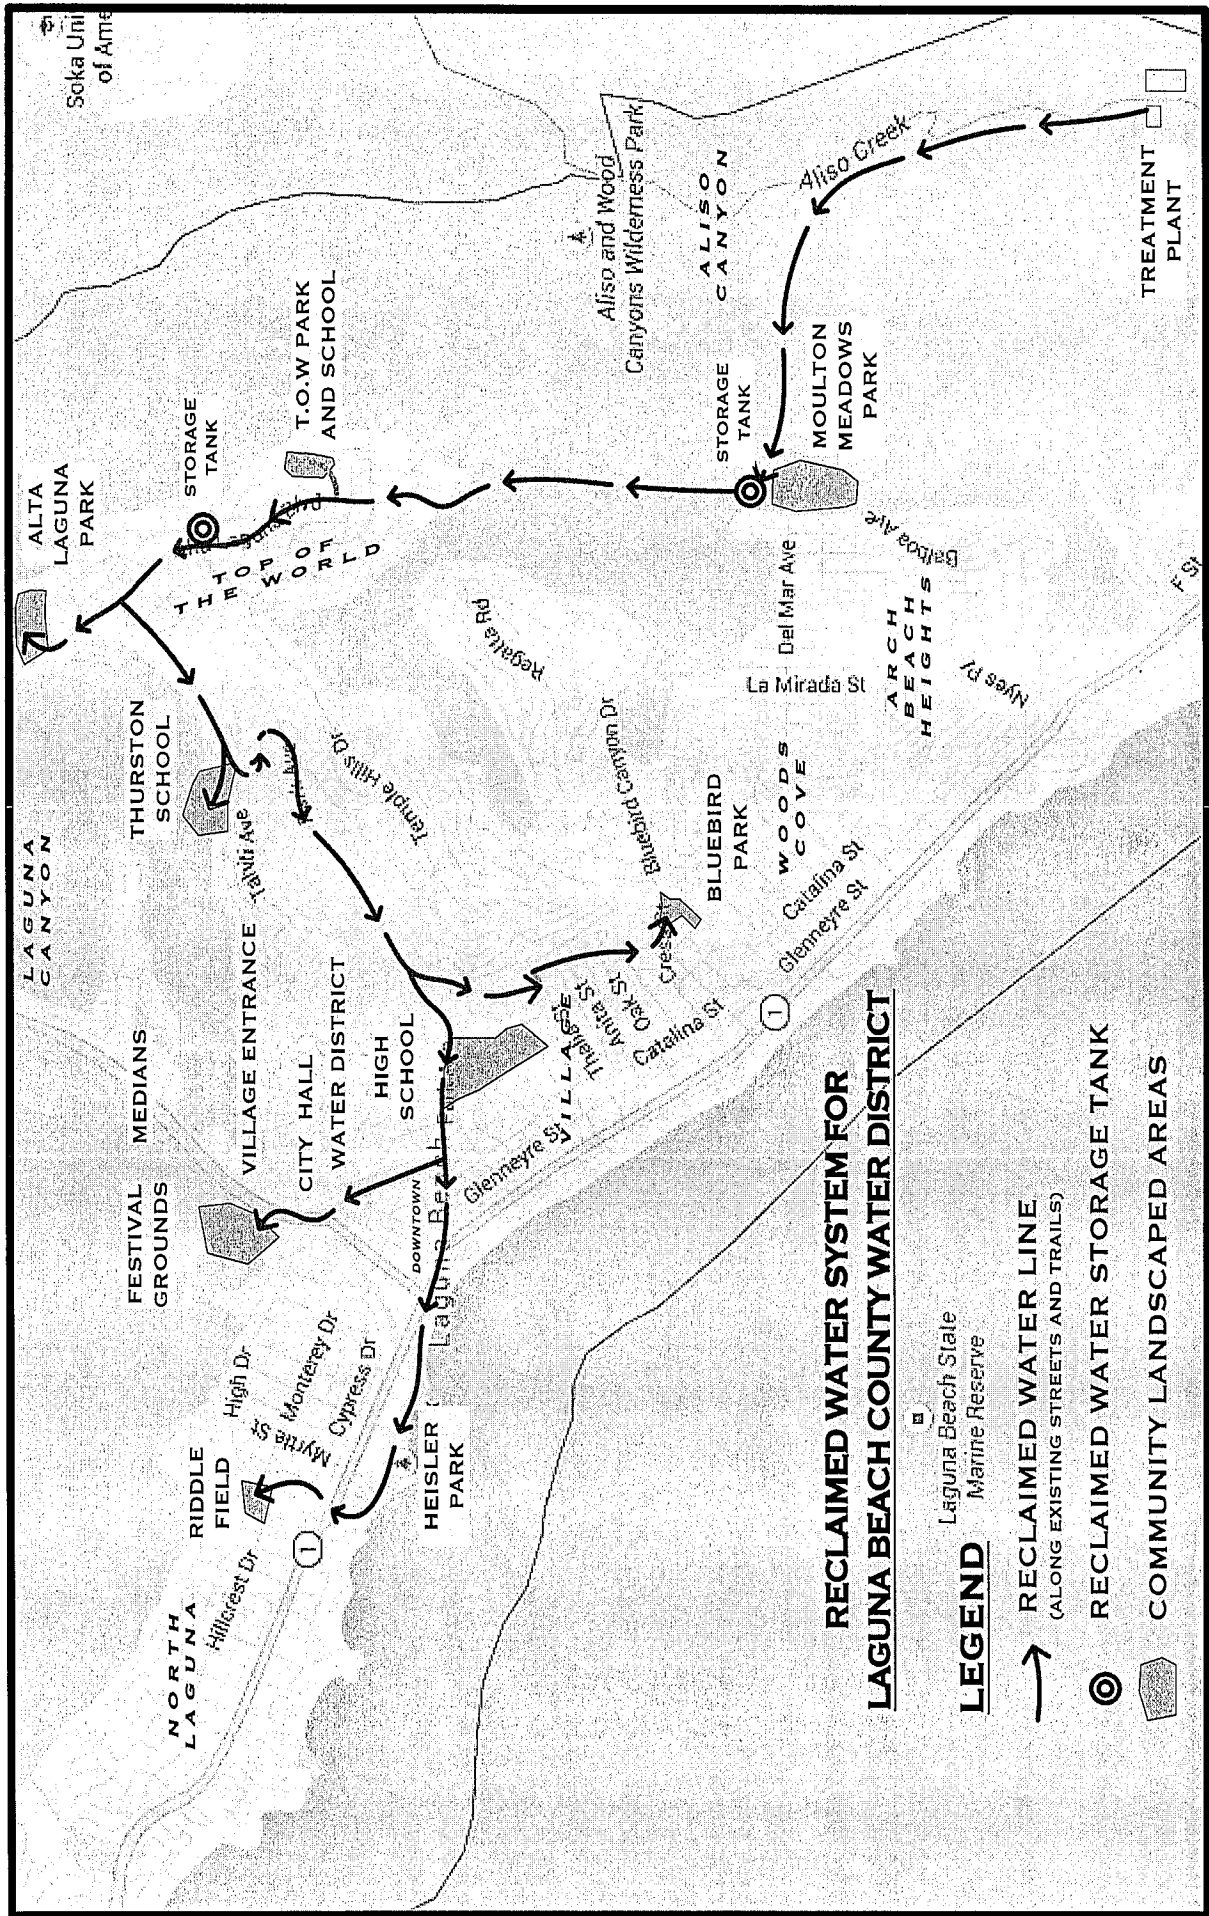 NORTH
LAGUNA
Hillcrest Dr
RIDDLE
FIELD
1
High Dr
Myrtle St
Monterey Dr
Cypress Dr
HEISLER
PARK
FESTIVAL
GROUNDS
MEDIANS
VILLAGE ENTRANCE
CITY HALL
WATER DISTRICT
HIGH
SCHOOL
DOWNTOWN
Glenneyre St
VILLAGE
Thalia St
Anita St
Oak St
Catalina St
Cress St
1
LAGUNA
CANYON
THURSTON
SCHOOL
Tahiti Ave
Temple Hills Dr
Bluebird Canyon Dr
BLUEBIRD
PARK
WOODS
COVE
Catalina St
Glenneyre St
Regatta Rd
ALTA
LAGUNA
PARK
STORAGE
TANK
TOP OF
THE WORLD
T.O.W PARK
AND SCHOOL
Soka Uni
of Ame
Aliso and Wood
Canyons Wilderness Park
ALISO
CANYON
Aliso Creek
STORAGE
TANK
MOULTON
MEADOWS
PARK
Del Mar Ave
La Mirada St
Balboa Ave
ARCH
BEACH
HEIGHTS
Nyes Pl
TREATMENT
PLANT
RECLAIMED WATER SYSTEM FOR
LAGUNA BEACH COUNTY WATER DISTRICT
Laguna Beach State
Marine Reserve
LEGEND
RECLAIMED WATER LINE
(ALONG EXISTING STREETS AND TRAILS)
RECLAIMED WATER STORAGE TANK
COMMUNITY LANDSCAPED AREAS